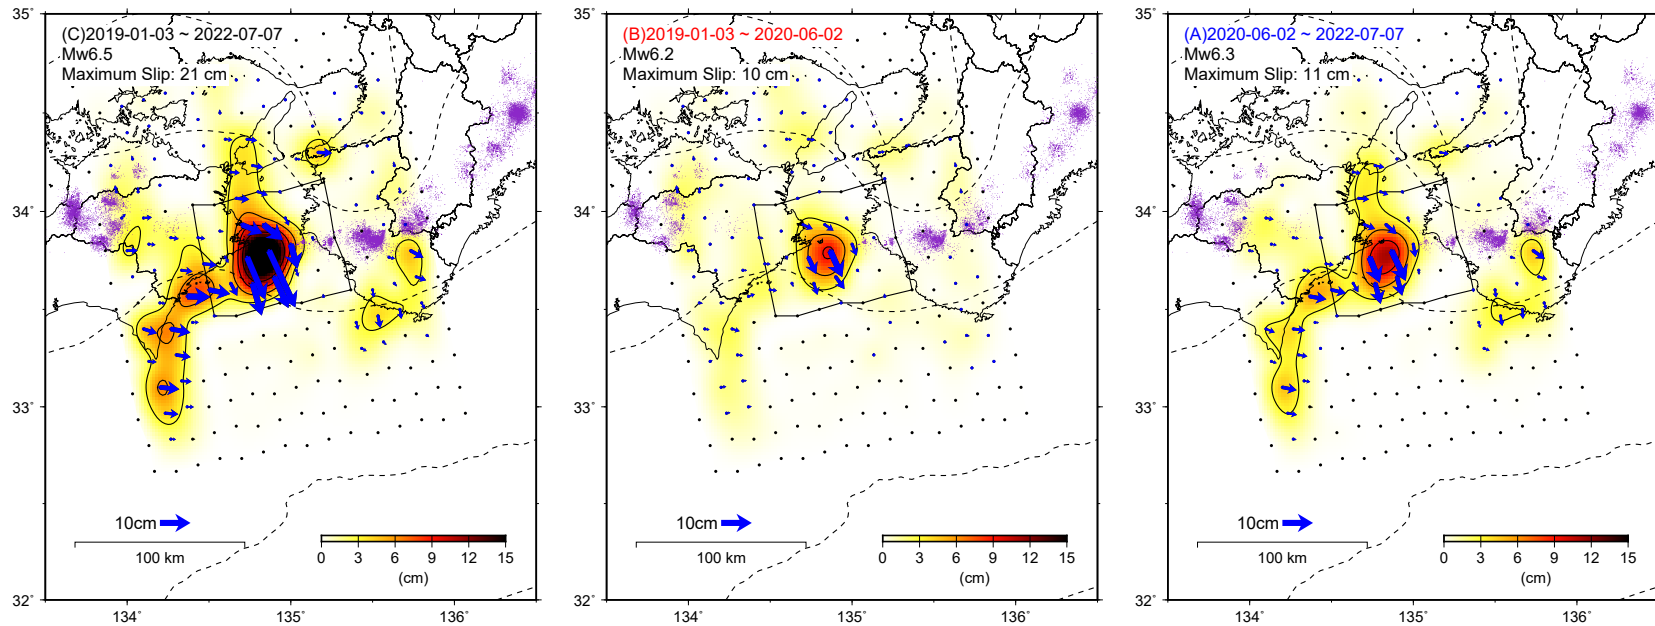 (C)2019-01-03 ~ 2022-07-07
Mw6.5
Maximum Slip: 21 cm
35˚
34˚
33˚
32˚
134
135
136
10cm
100 km
0 3 6 9 12 15
(cm)
(B)2019-01-03 ~ 2020-06-02
Mw6.2
Maximum Slip: 10 cm
35˚
34˚
33˚
32˚
134
135
136
10cm
100 km
0 3 6 9 12 15
(cm)
(A)2020-06-02 ~ 2022-07-07
Mw6.3
Maximum Slip: 11 cm
35˚
34˚
33˚
32˚
134
135
136
10cm
100 km
0 3 6 9 12 15
(cm)